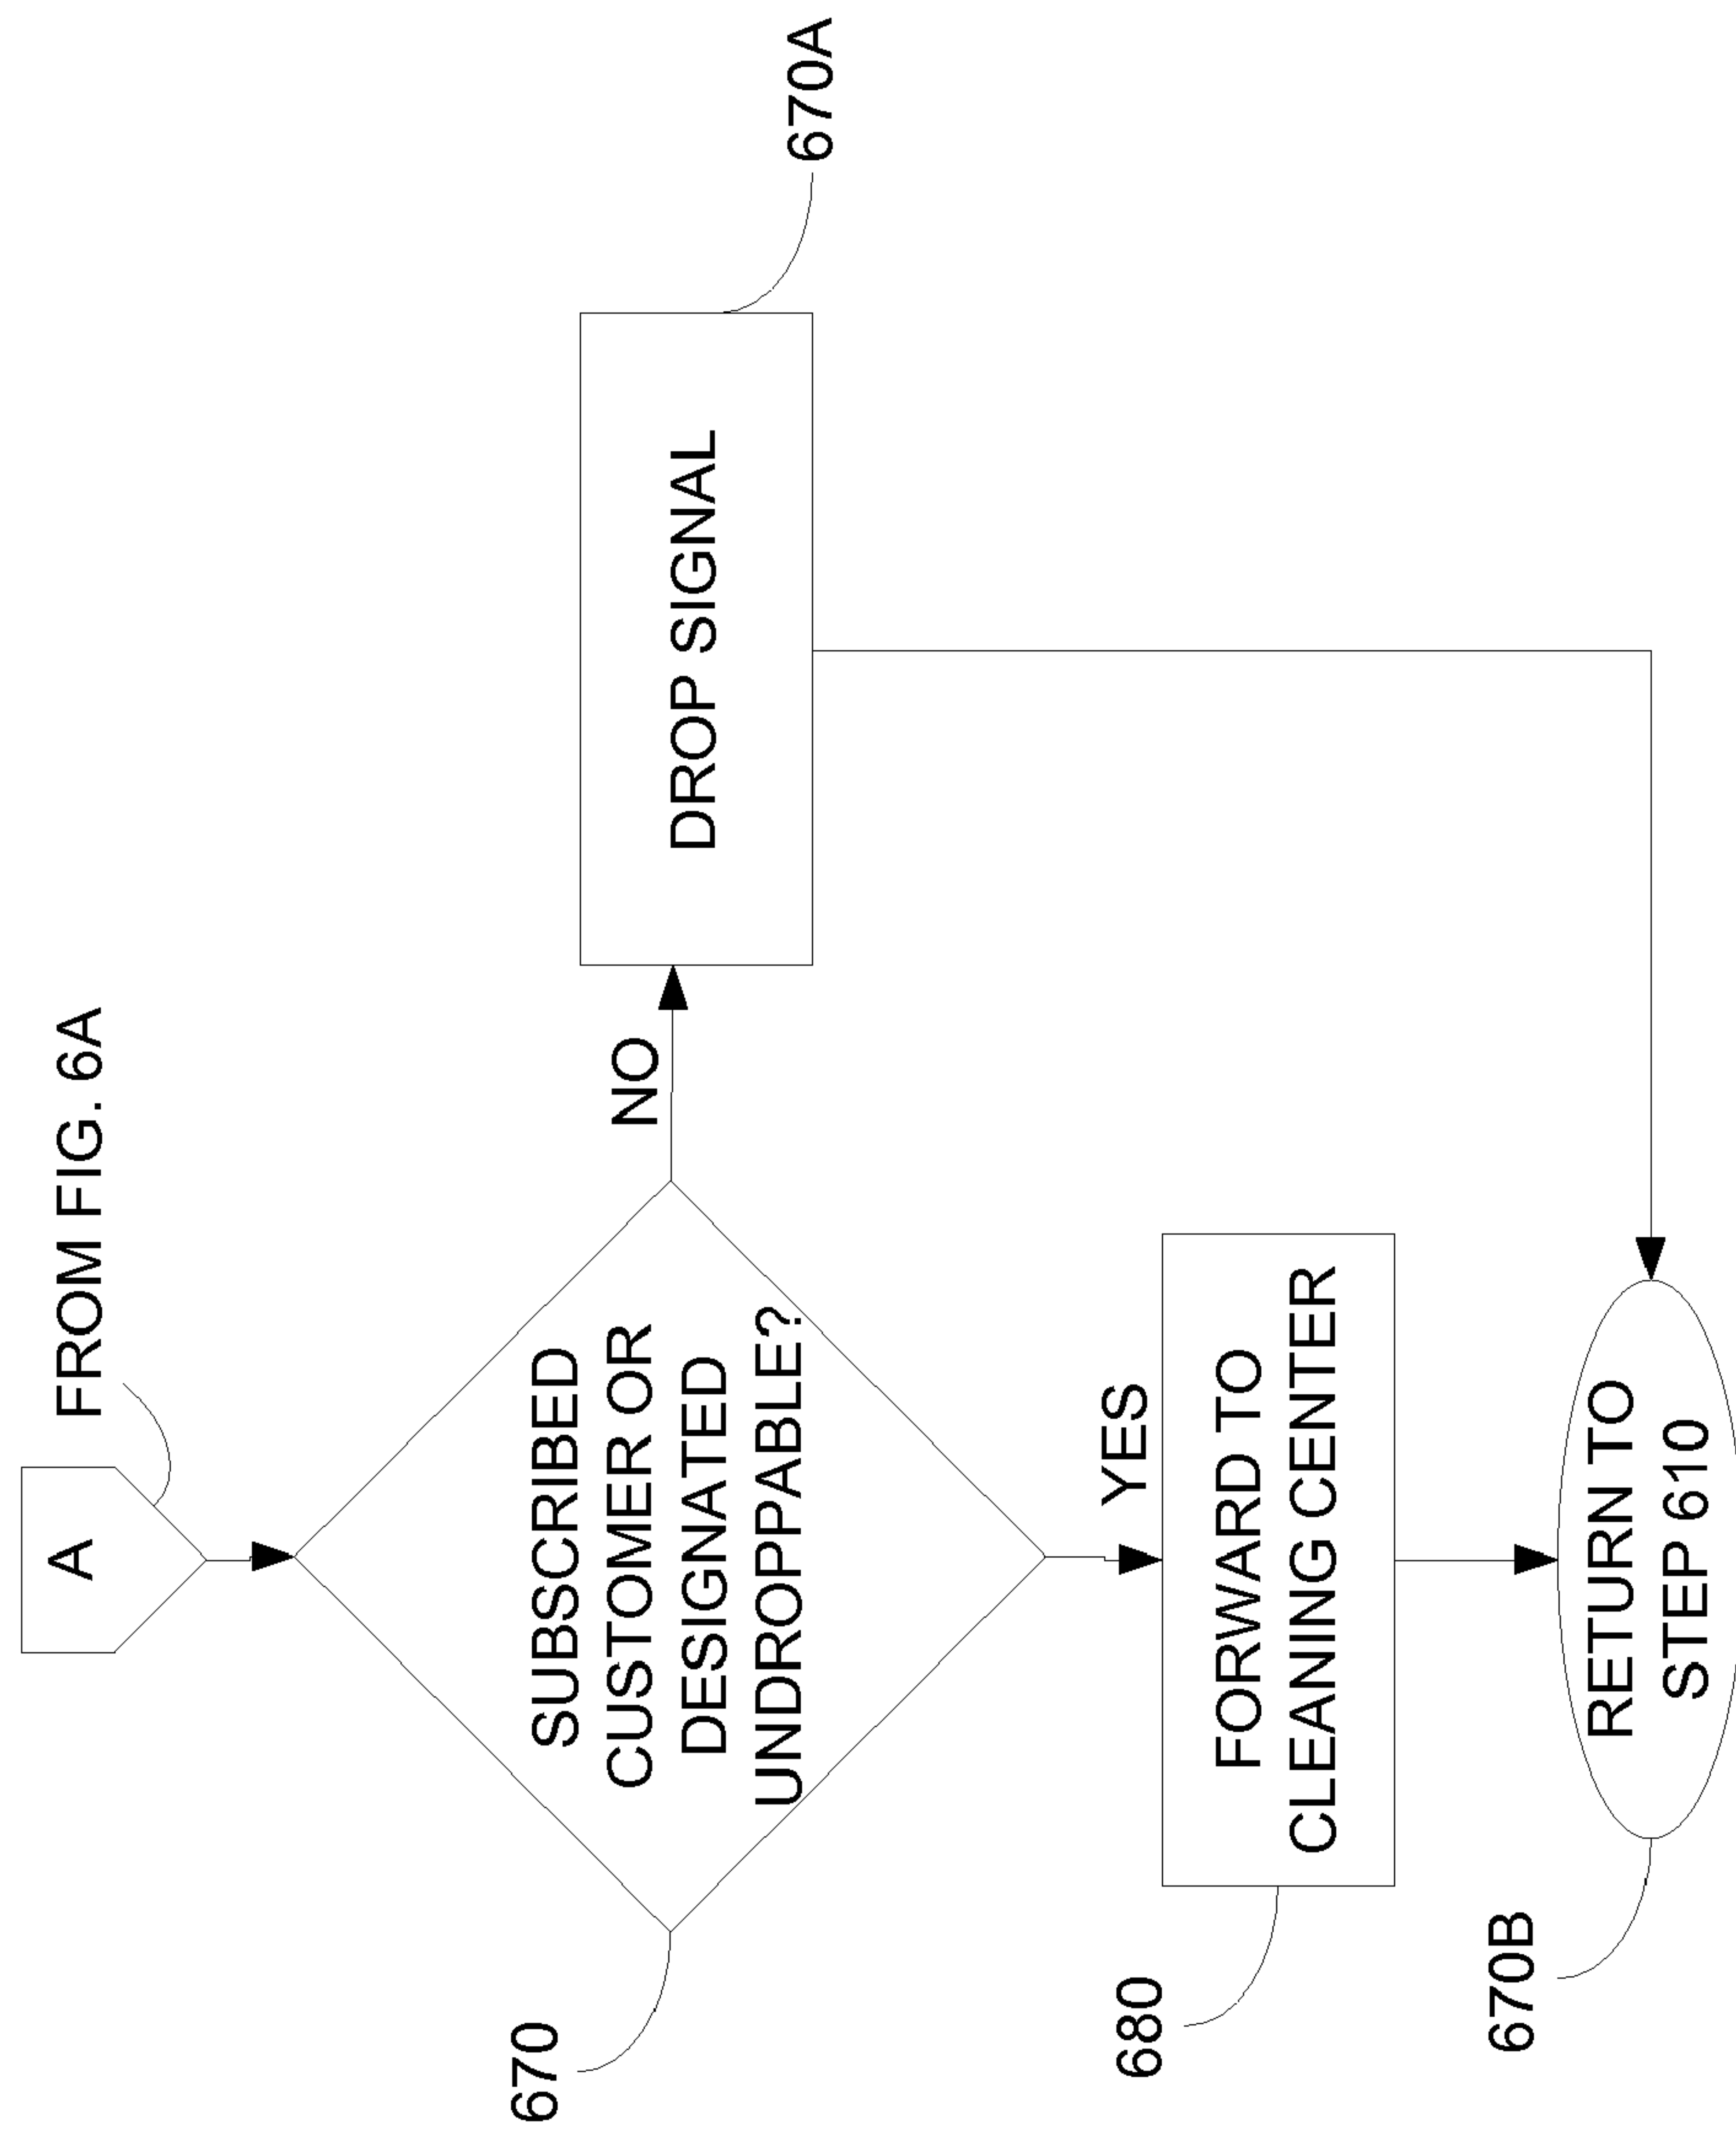 FROM FIG. 6A
A
670
SUBSCRIBED
CUSTOMER OR
DESIGNATED
UNDROPPABLE?
NO
DROP SIGNAL
670A
YES
680
FORWARD TO
CLEANING CENTER
670B
RETURN TO
STEP 610